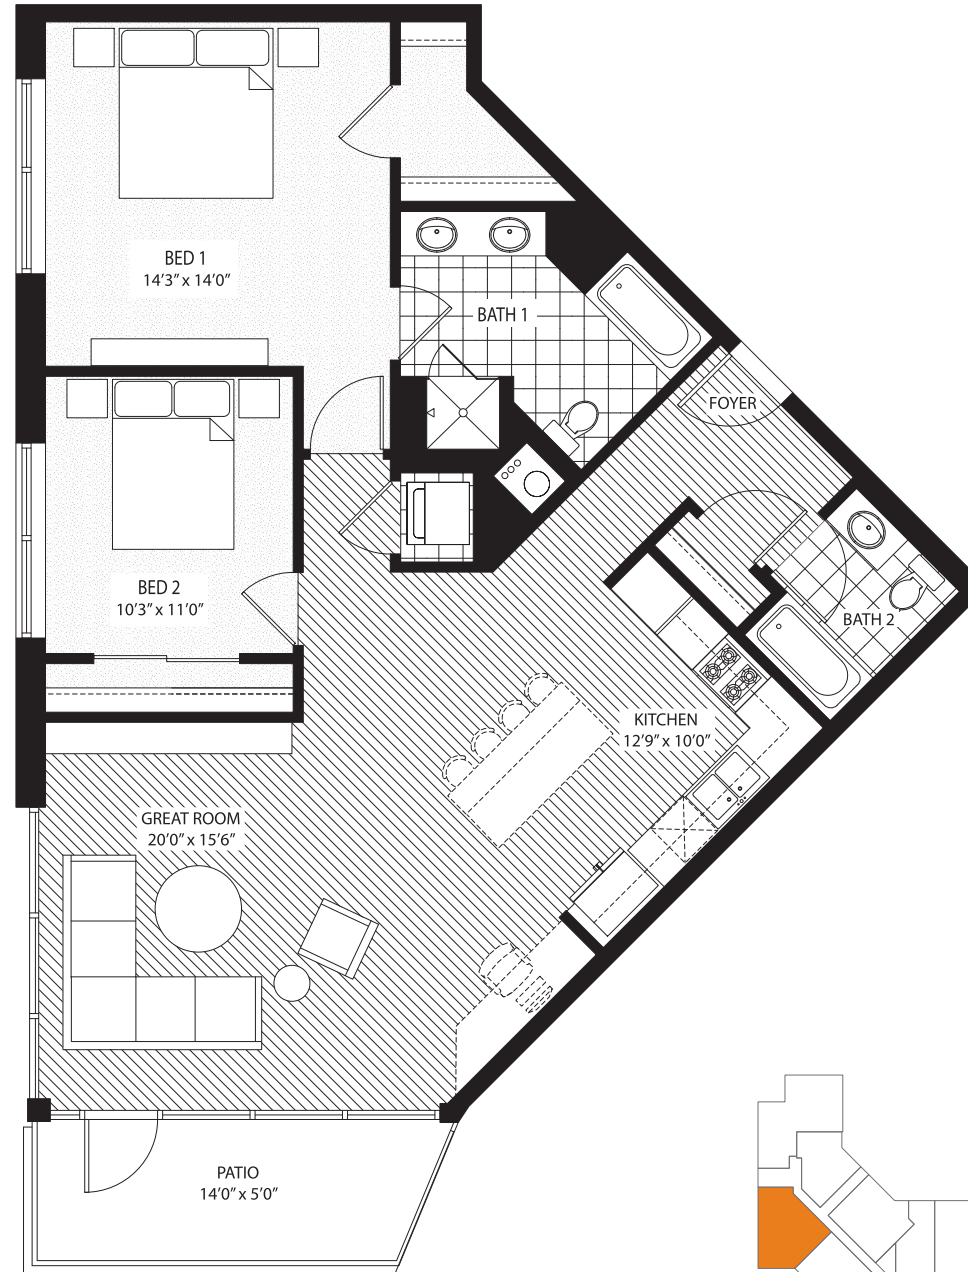 BED 1
14'3" x 14'0"
BATH 1
FOYER
BED 2
10'3" x 11'0"
BATH 2
KITCHEN
12'9" x 10'0"
GREAT ROOM
20'0" x 15'6"
PATIO
14'0" x 5'0"